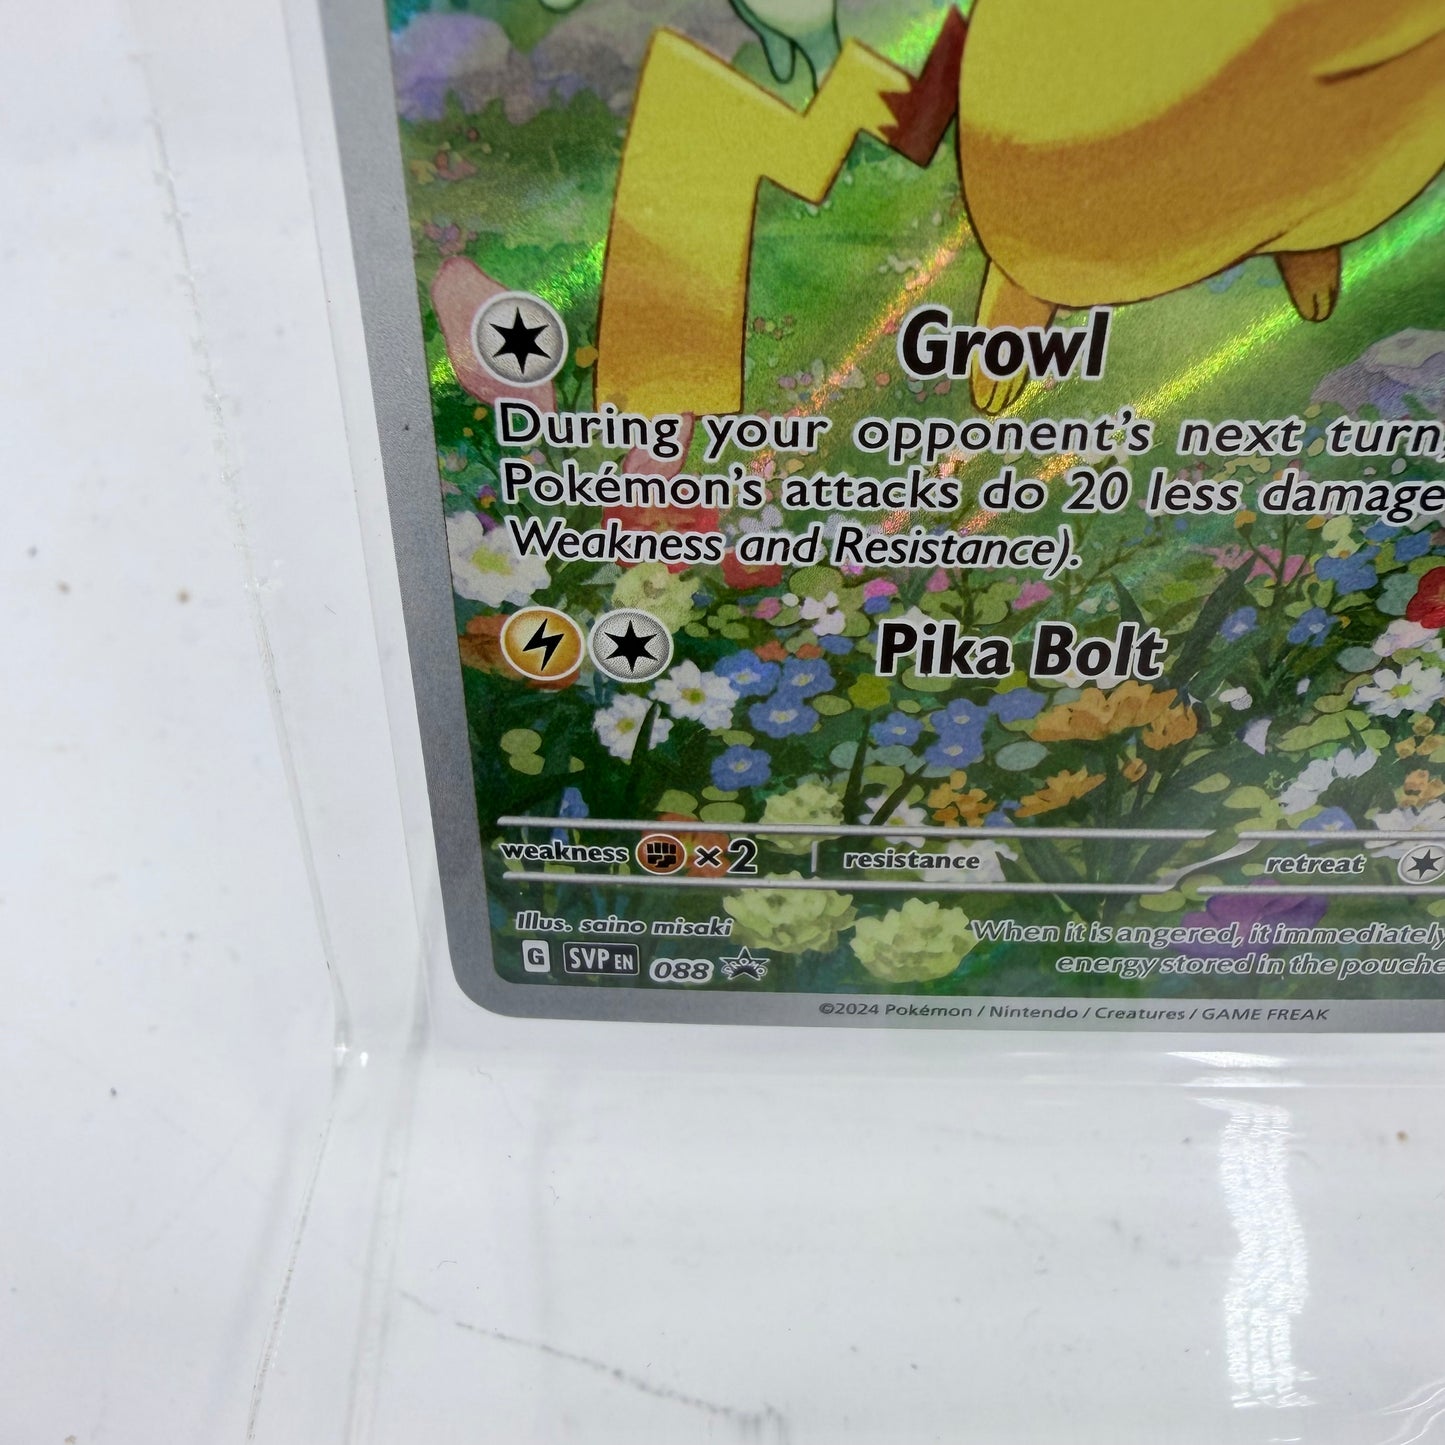 Growl
During your opponent's next turn,
Pokémon's attacks do 20 less damage
Weakness and Resistance).
Pika Bolt
weakness ×2 resistance retreat
Illus. saino misaki
When it is angered, it immediately
G SVP EN 088 PROMO
energy stored in the pouche
©2024 Pokémon / Nintendo / Creatures / GAME FREAK